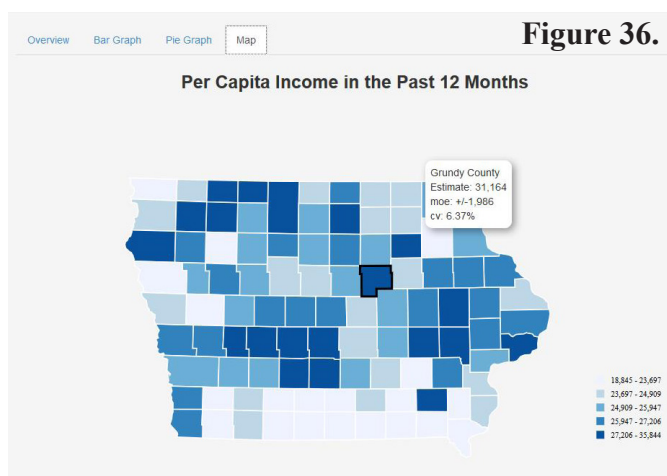 Figure 36.
Overview Bar Graph Pie Graph Map
Per Capita Income in the Past 12 Months
Grundy County
Estimate: 31,164
moe: +/-1,986
cv: 6.37%
18,845 - 23,697
23,697 - 24,909
24,909 - 25,947
25,947 - 27,206
27,206 - 35,844